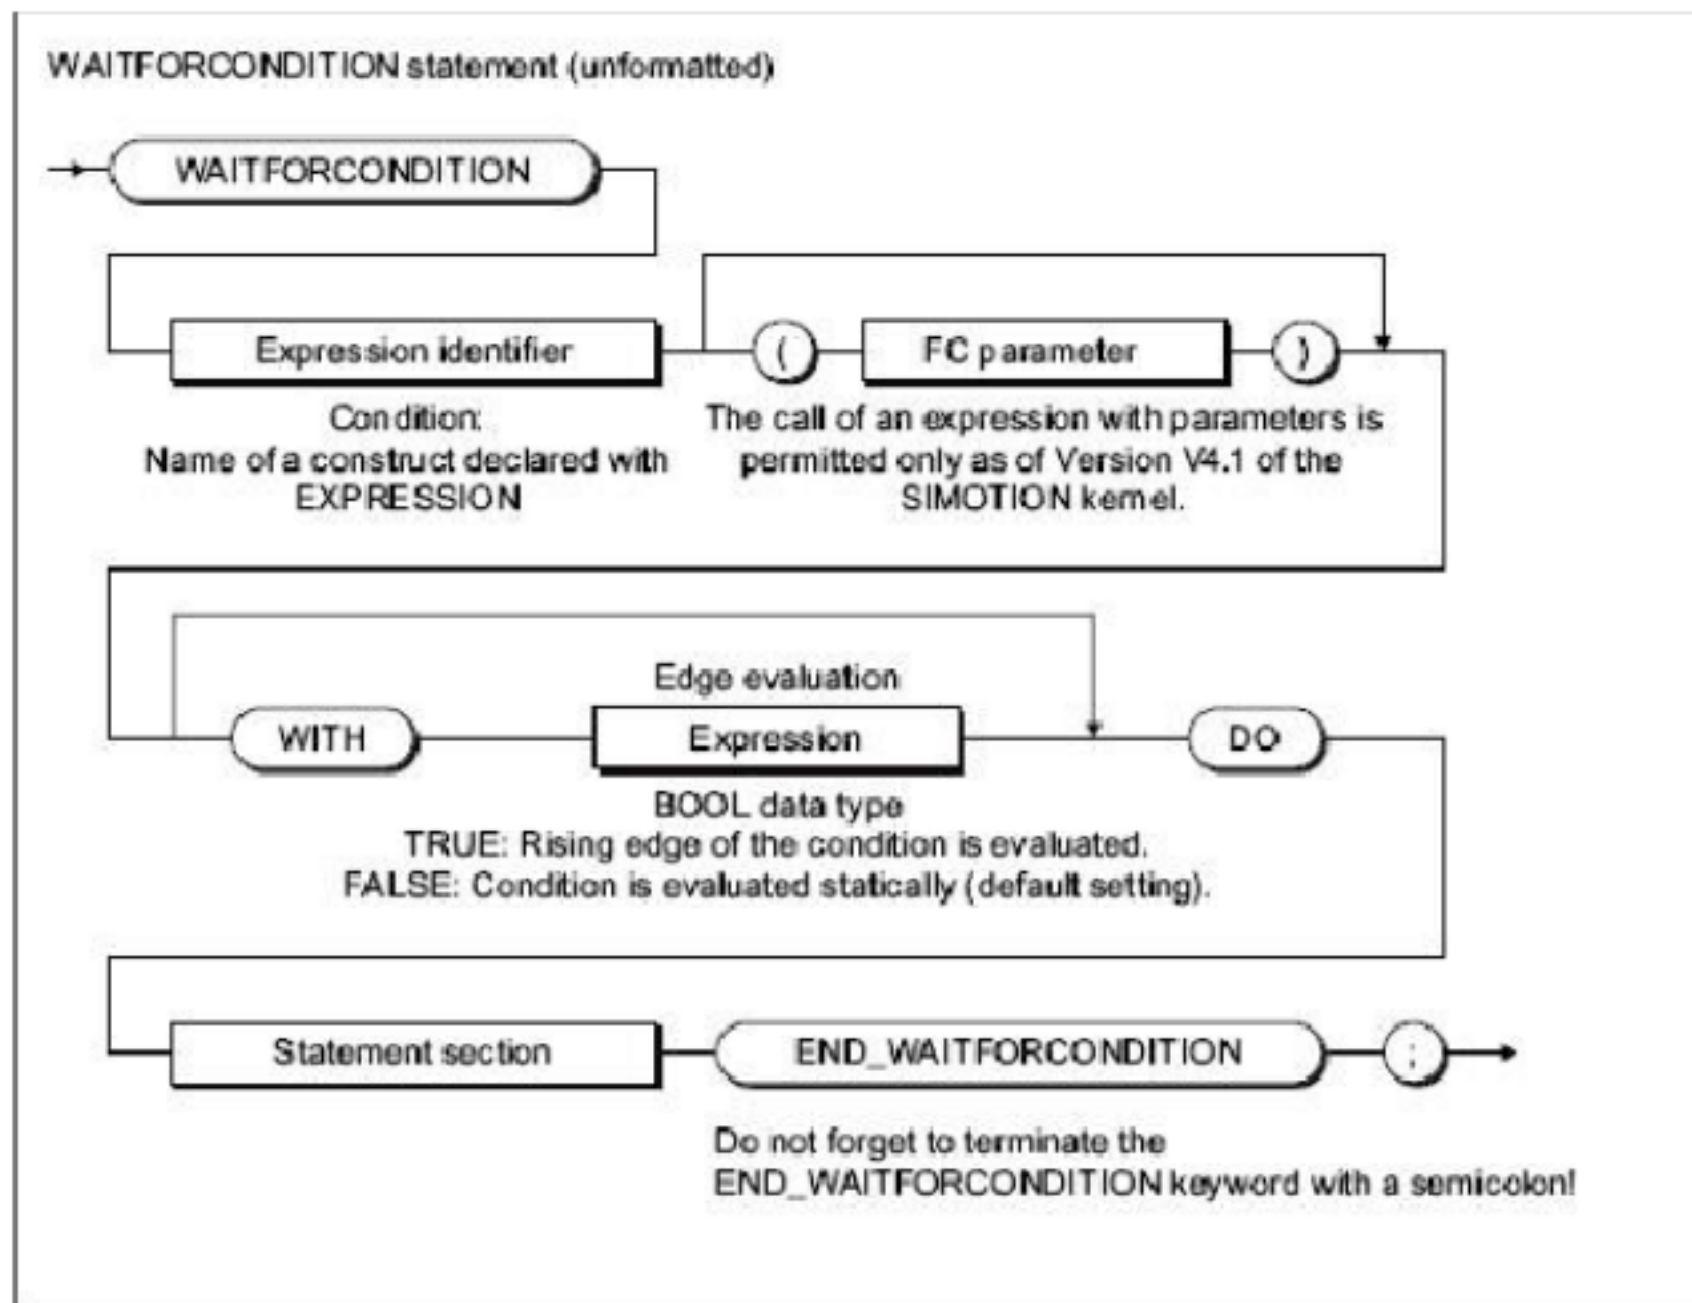 WAITFORCONDITION statement (unformatted)
WAITFORCONDITION
Expression identifier
(
FC parameter
)
Condition:
Name of a construct declared with
EXPRESSION
The call of an expression with parameters is
permitted only as of Version V4.1 of the
SIMOTION kernel.
Edge evaluation
WITH
Expression
DO
BOOL data type
TRUE: Rising edge of the condition is evaluated.
FALSE: Condition is evaluated statically (default setting).
Statement section
END_WAITFORCONDITION
;
Do not forget to terminate the
END_WAITFORCONDITION keyword with a semicolon!